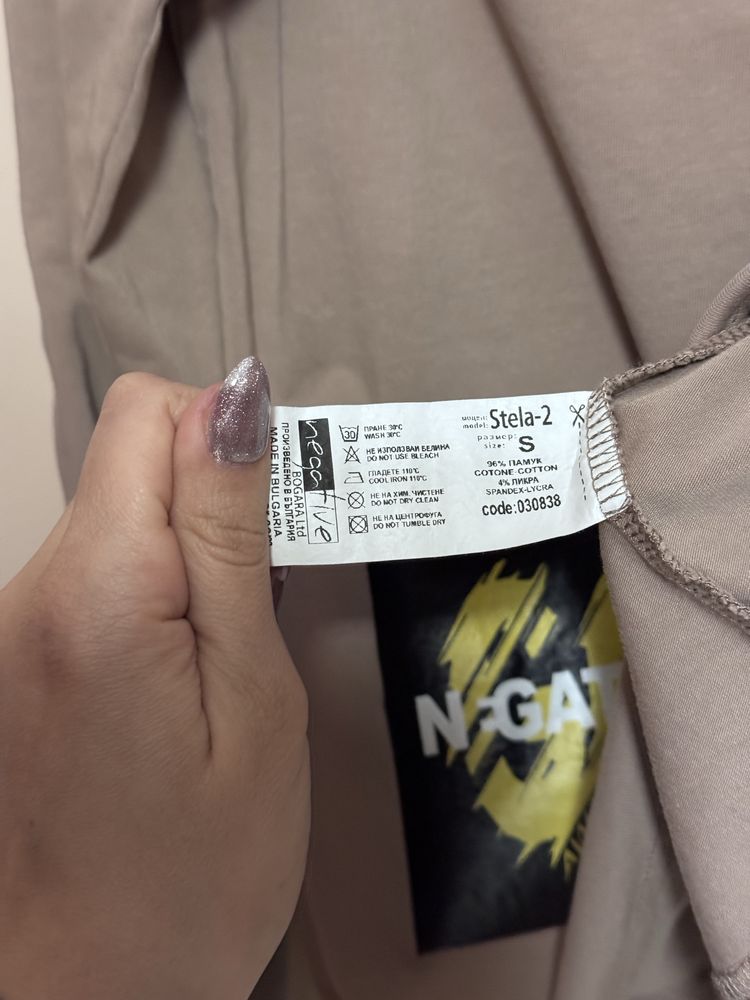 модел: Stela-2
model:
размер: S
size:
96% ПАМУК
COTONE-COTTON
4% ЛИКРА
SPANDEX-LYCRA
code:030838
30
ПРАНЕ 30°C
WASH 30°C
НЕ ИЗПОЛЗВАЙ БЕЛИНА
DO NOT USE BLEACH
ГЛАДЕТЕ 110°C
COOL IRON 110°C
НЕ НА ХИМ. ЧИСТЕНЕ
DO NOT DRY CLEAN
НЕ НА ЦЕНТРОФУГА
DO NOT TUMBLE DRY
negative
BOGARA Ltd
ПРОИЗВЕДЕНО В БЪЛГАРИЯ
MADE IN BULGARIA
NEGAT